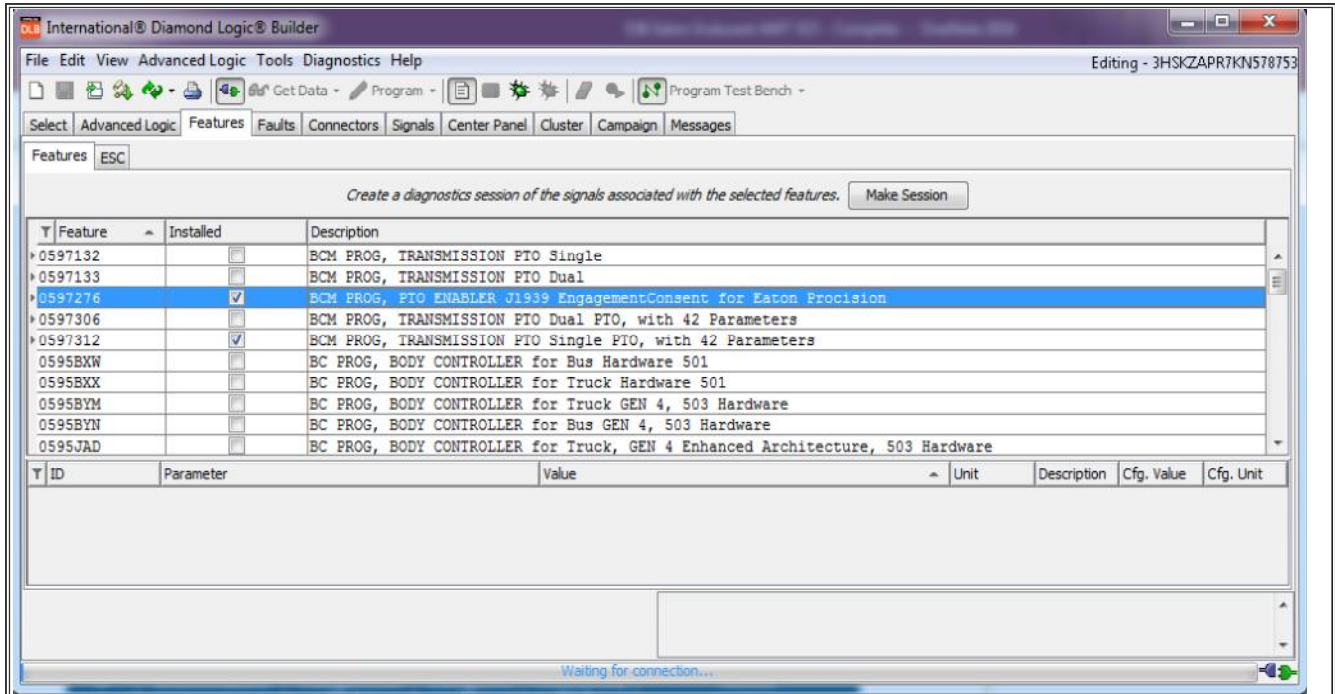 DLB International® Diamond Logic® Builder
File Edit View Advanced Logic Tools Diagnostics Help Editing - 3HSKZAPR7KN578753
Get Data - Program - Program Test Bench -
Select Advanced Logic Features Faults Connectors Signals Center Panel Cluster Campaign Messages
Features ESC
Create a diagnostics session of the signals associated with the selected features. Make Session
Feature Installed Description
0597132 BCM PROG, TRANSMISSION PTO Single
0597133 BCM PROG, TRANSMISSION PTO Dual
0597276 BCM PROG, PTO ENABLER J1939 EngagementConsent for Eaton Procision
0597306 BCM PROG, TRANSMISSION PTO Dual PTO, with 42 Parameters
0597312 BCM PROG, TRANSMISSION PTO Single PTO, with 42 Parameters
0595BXW BC PROG, BODY CONTROLLER for Bus Hardware 501
0595BXX BC PROG, BODY CONTROLLER for Truck Hardware 501
0595BYM BC PROG, BODY CONTROLLER for Truck GEN 4, 503 Hardware
0595BYN BC PROG, BODY CONTROLLER for Bus GEN 4, 503 Hardware
0595JAD BC PROG, BODY CONTROLLER for Truck, GEN 4 Enhanced Architecture, 503 Hardware
ID Parameter Value Unit Description Cfg. Value Cfg. Unit
Waiting for connection...